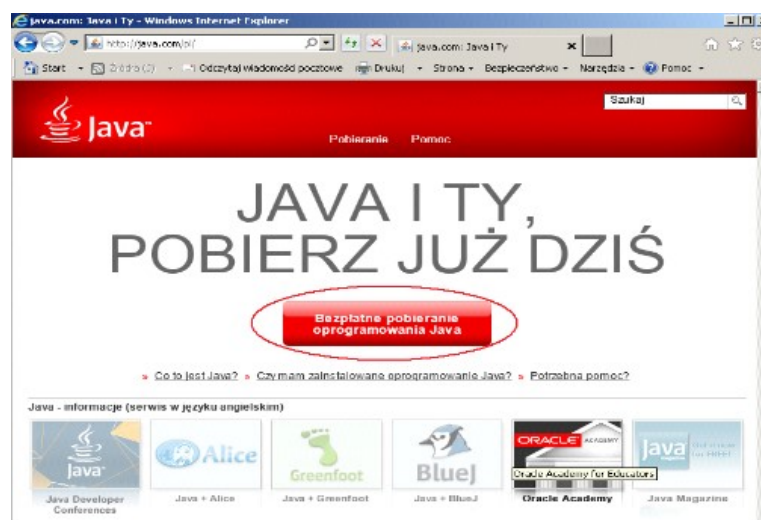 java.com: Java i Ty - Windows Internet Explorer
http://java.com/pl/
java.com: Java i Ty
Start
Odczytaj wiadomości pocztowe Drukuj Strona Bezpieczeństwo Narzędzia Pomoc
Szukaj
Java
Pobieranie Pomoc
JAVA I TY,
POBIERZ JUŻ DZIŚ
Bezpłatne pobieranie
oprogramowania Java
» Co to jest Java? » Czy mam zainstalowane oprogramowanie Java? » Potrzebna pomoc?
Java - informacje (serwis w języku angielskim)
Java Alice Greenfoot BlueJ ORACLE ACADEMY Java magazine
Oracle Academy for Educators
Java Developer
Conferences
Java + Alice Java + Greenfoot Java + BlueJ Oracle Academy Java Magazine